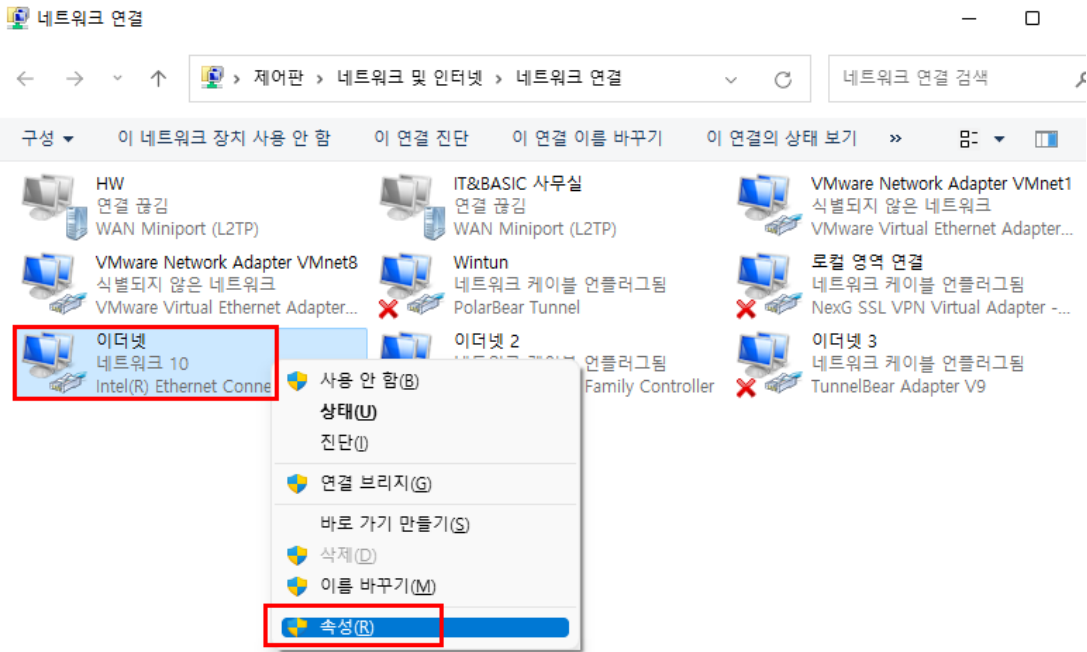 네트워크 연결
제어판 > 네트워크 및 인터넷 > 네트워크 연결
네트워크 연결 검색
구성 이 네트워크 장치 사용 안 함 이 연결 진단 이 연결 이름 바꾸기 이 연결의 상태 보기 »
HW
연결 끊김
WAN Miniport (L2TP)
IT&BASIC 사무실
연결 끊김
WAN Miniport (L2TP)
VMware Network Adapter VMnet1
식별되지 않은 네트워크
VMware Virtual Ethernet Adapter...
VMware Network Adapter VMnet8
식별되지 않은 네트워크
VMware Virtual Ethernet Adapter...
Wintun
네트워크 케이블 언플러그됨
PolarBear Tunnel
로컬 영역 연결
네트워크 케이블 언플러그됨
NexG SSL VPN Virtual Adapter -...
이더넷
네트워크 10
Intel(R) Ethernet Conne
이더넷 2
언플러그됨
Family Controller
이더넷 3
네트워크 케이블 언플러그됨
TunnelBear Adapter V9
사용 안 함(B)
상태(U)
진단(I)
연결 브리지(G)
바로 가기 만들기(S)
삭제(D)
이름 바꾸기(M)
속성(R)